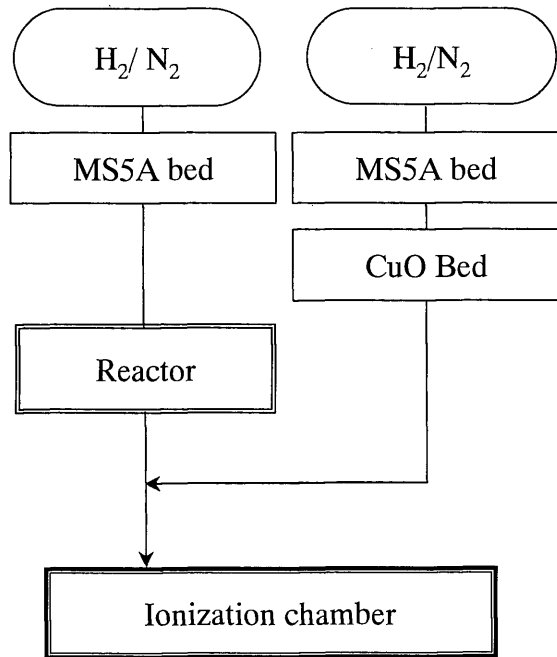 H₂/ N₂
H₂/N₂
MS5A bed
MS5A bed
CuO Bed
Reactor
Ionization chamber